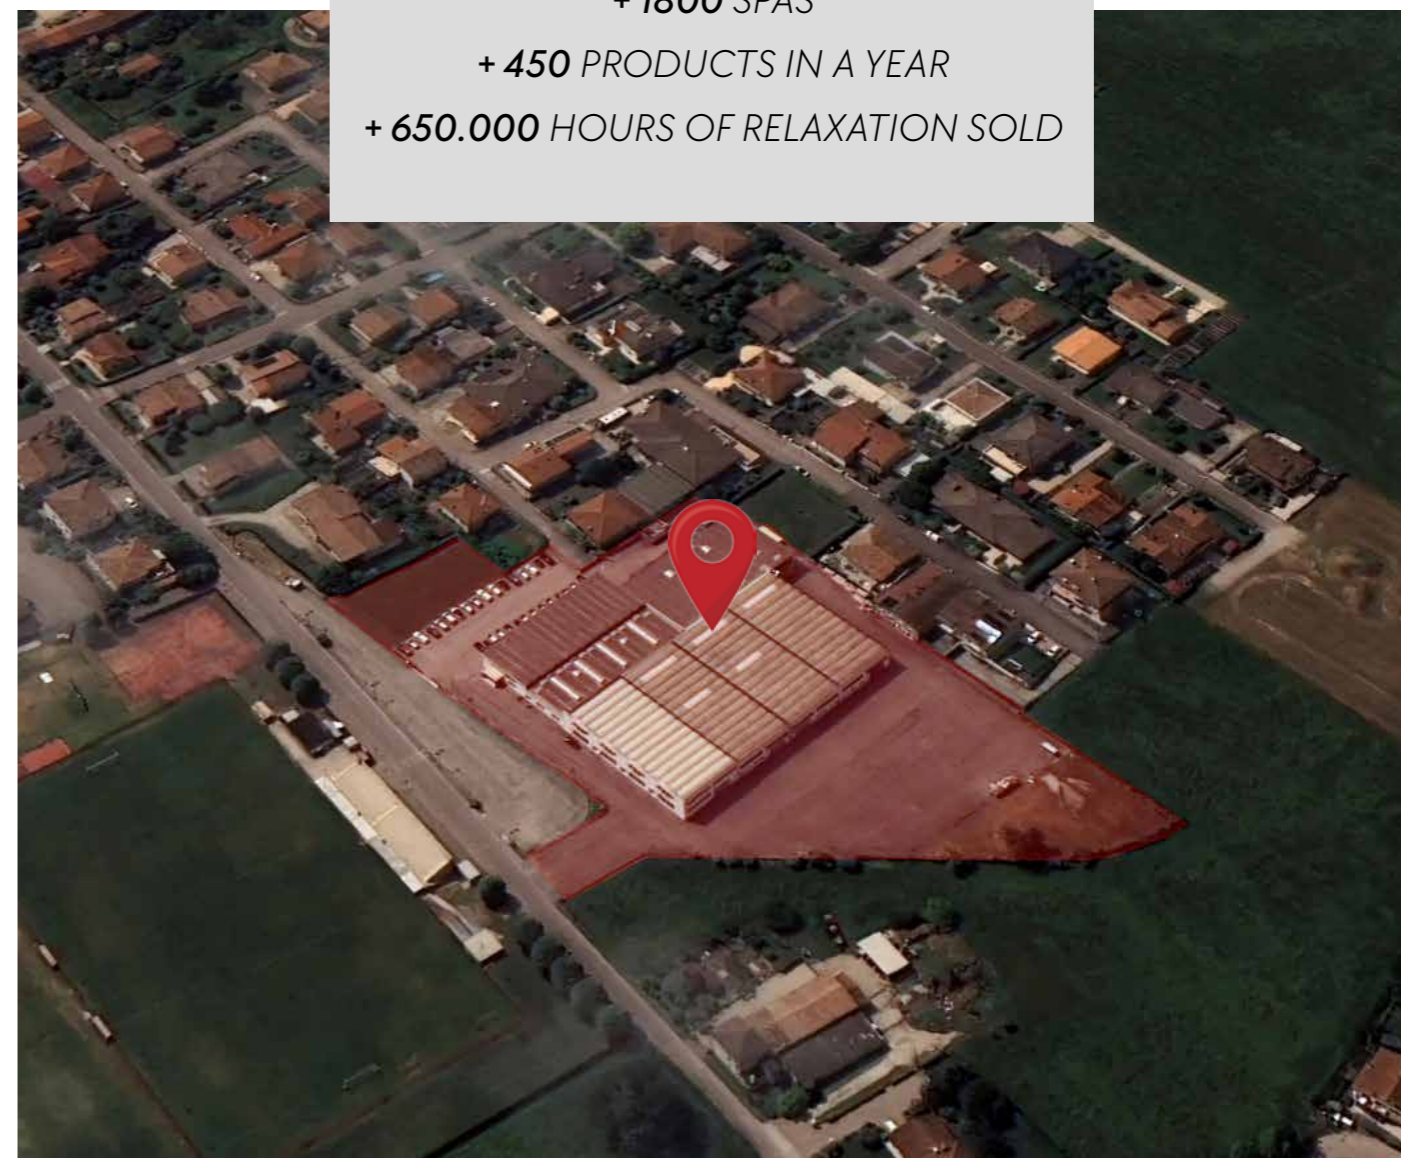 + 1800 SPAS
+ 450 PRODUCTS IN A YEAR
+ 650.000 HOURS OF RELAXATION SOLD